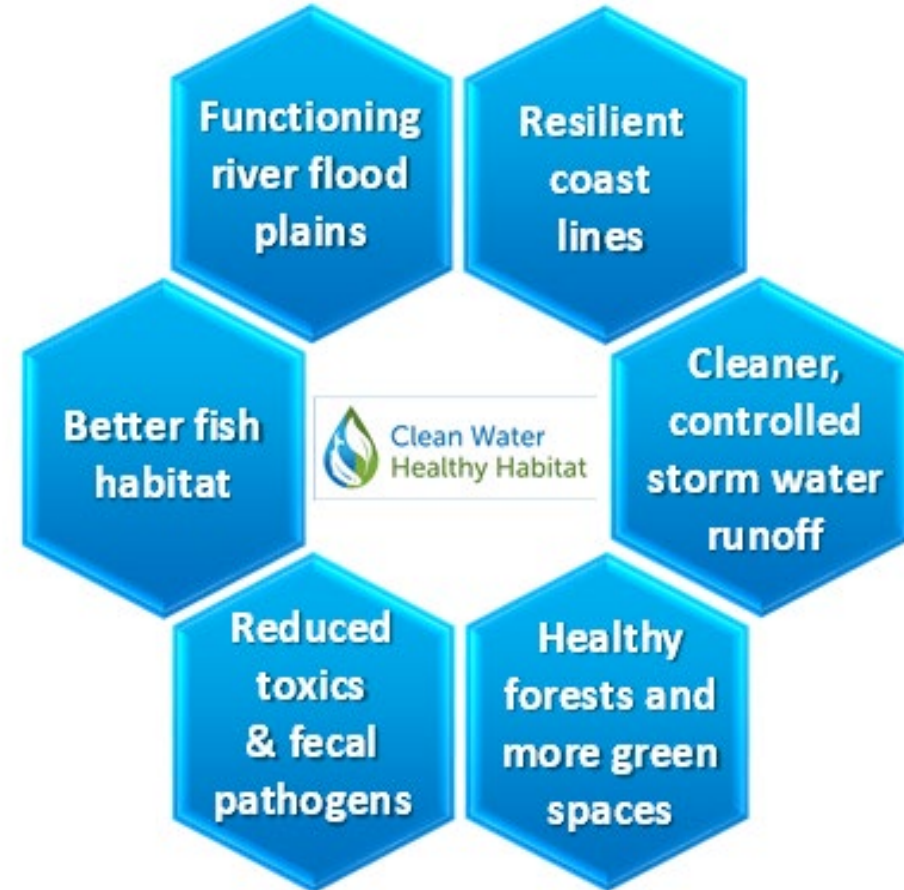 Functioning
river flood
plains
Resilient
coast
lines
Better fish
habitat
Clean Water
Healthy Habitat
Cleaner,
controlled
storm water
runoff
Reduced
toxics
& fecal
pathogens
Healthy
forests and
more green
spaces